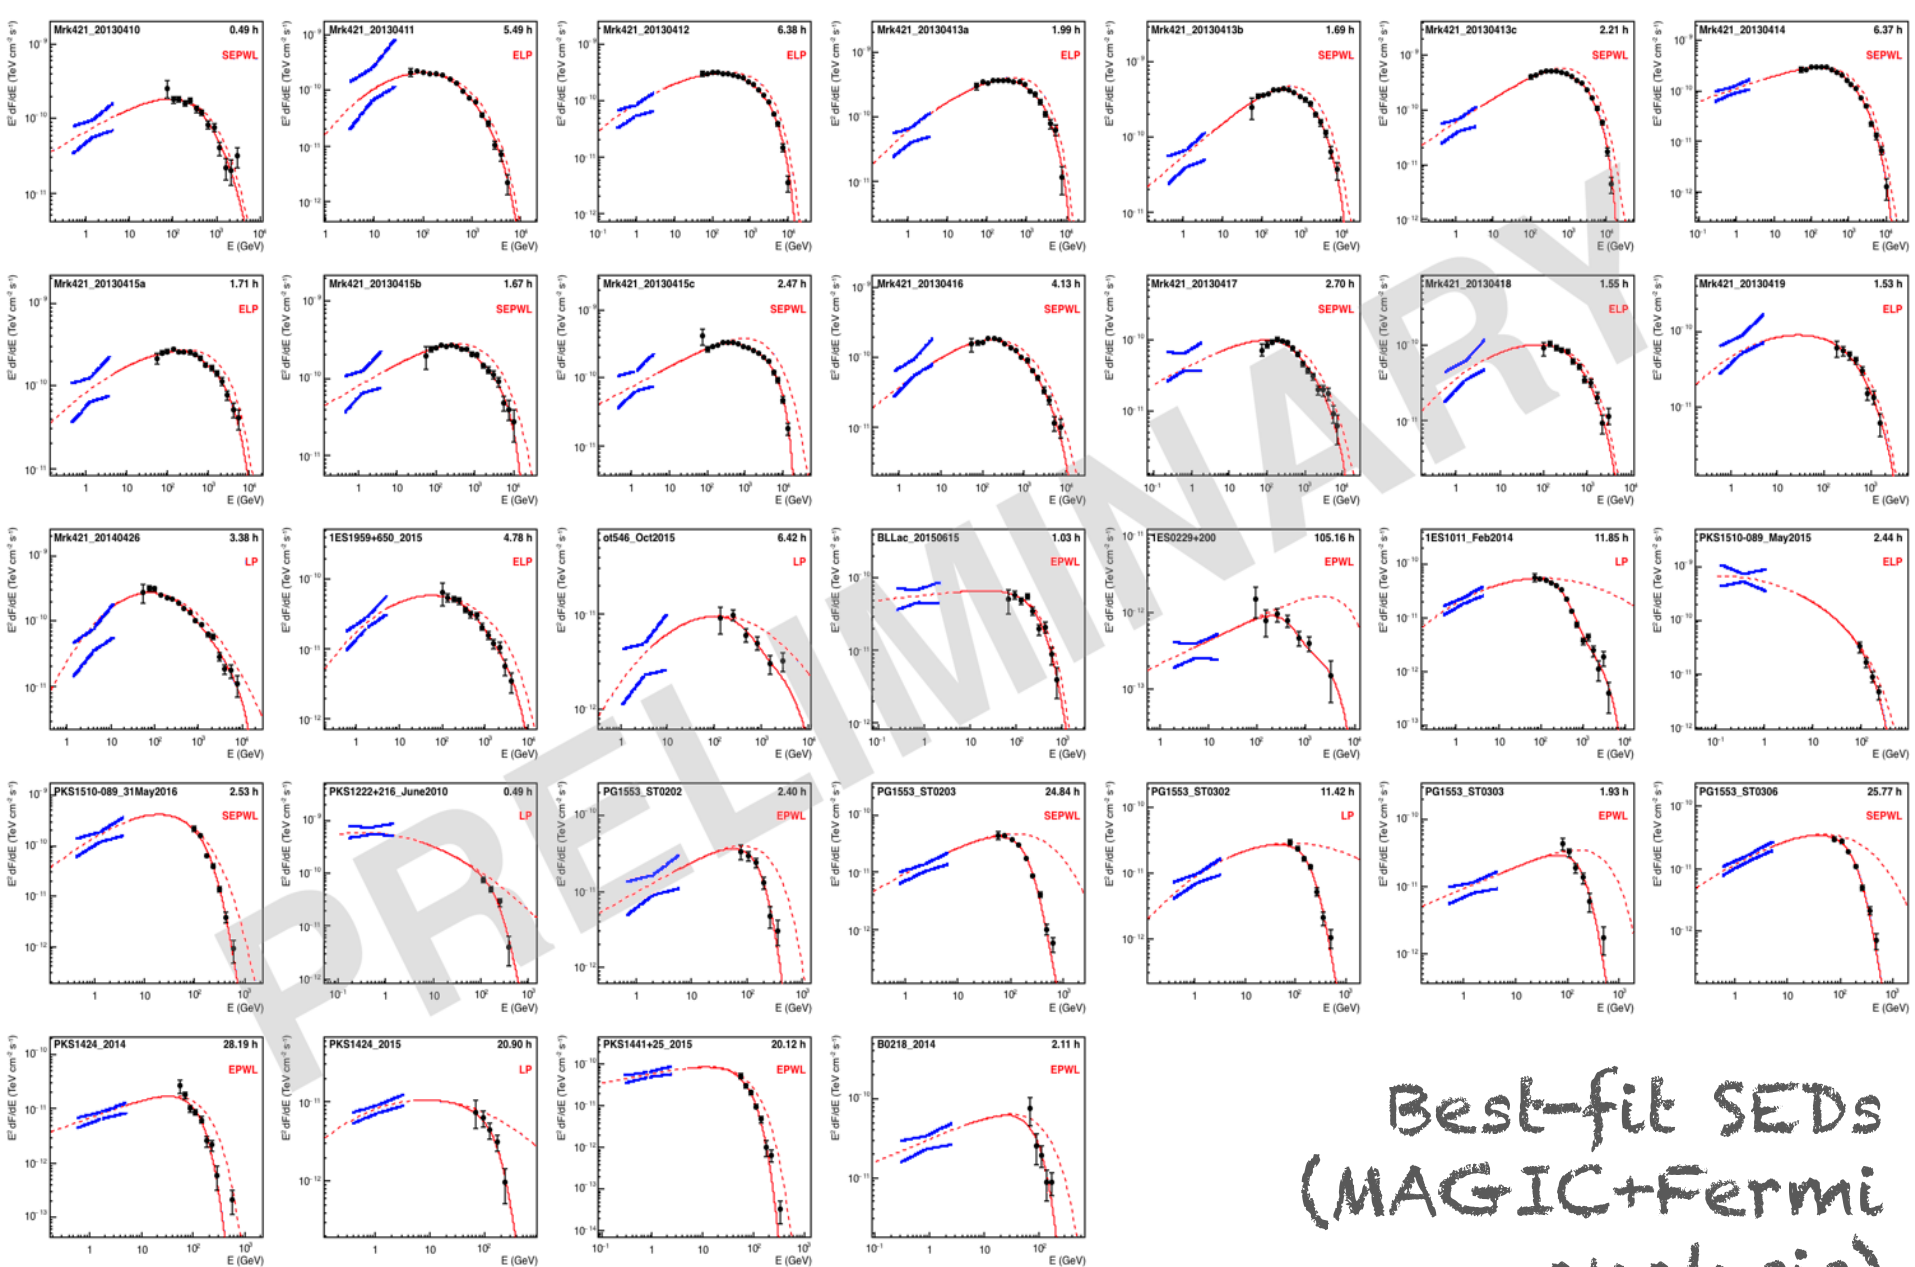 Mrk421_20130410 0.49 h
SEPWL
Mrk421_20130411 5.49 h
ELP
Mrk421_20130412 6.38 h
ELP
Mrk421_20130413a 1.99 h
ELP
Mrk421_20130413b 1.69 h
SEPWL
Mrk421_20130413c 2.21 h
SEPWL
Mrk421_20130414 6.37 h
SEPWL
Mrk421_20130415a 1.71 h
ELP
Mrk421_20130415b 1.67 h
SEPWL
Mrk421_20130415c 2.47 h
SEPWL
Mrk421_20130416 4.13 h
SEPWL
Mrk421_20130417 2.70 h
SEPWL
Mrk421_20130418 1.55 h
ELP
Mrk421_20130419 1.53 h
ELP
Mrk421_20140426 3.38 h
LP
1ES1959+650_2015 4.78 h
ELP
ot546_Oct2015 6.42 h
LP
BLLac_20150615 1.03 h
EPWL
1ES0229+200 105.16 h
EPWL
1ES1011_Feb2014 11.85 h
LP
PKS1510-089_May2015 2.44 h
ELP
PKS1510-089_31May2016 2.53 h
SEPWL
PKS1222+216_June2010 0.49 h
LP
PG1553_ST0202 2.40 h
EPWL
PG1553_ST0203 24.84 h
SEPWL
PG1553_ST0302 11.42 h
LP
PG1553_ST0303 1.93 h
EPWL
PG1553_ST0306 25.77 h
SEPWL
PKS1424_2014 28.19 h
EPWL
PKS1424_2015 20.90 h
LP
PKS1441+25_2015 20.12 h
EPWL
B0218_2014 2.11 h
EPWL
E² dF/dE (TeV cm⁻² s⁻¹)
E (GeV)
PRELIMINARY
Best-fit SEDs
(MAGIC+Fermi